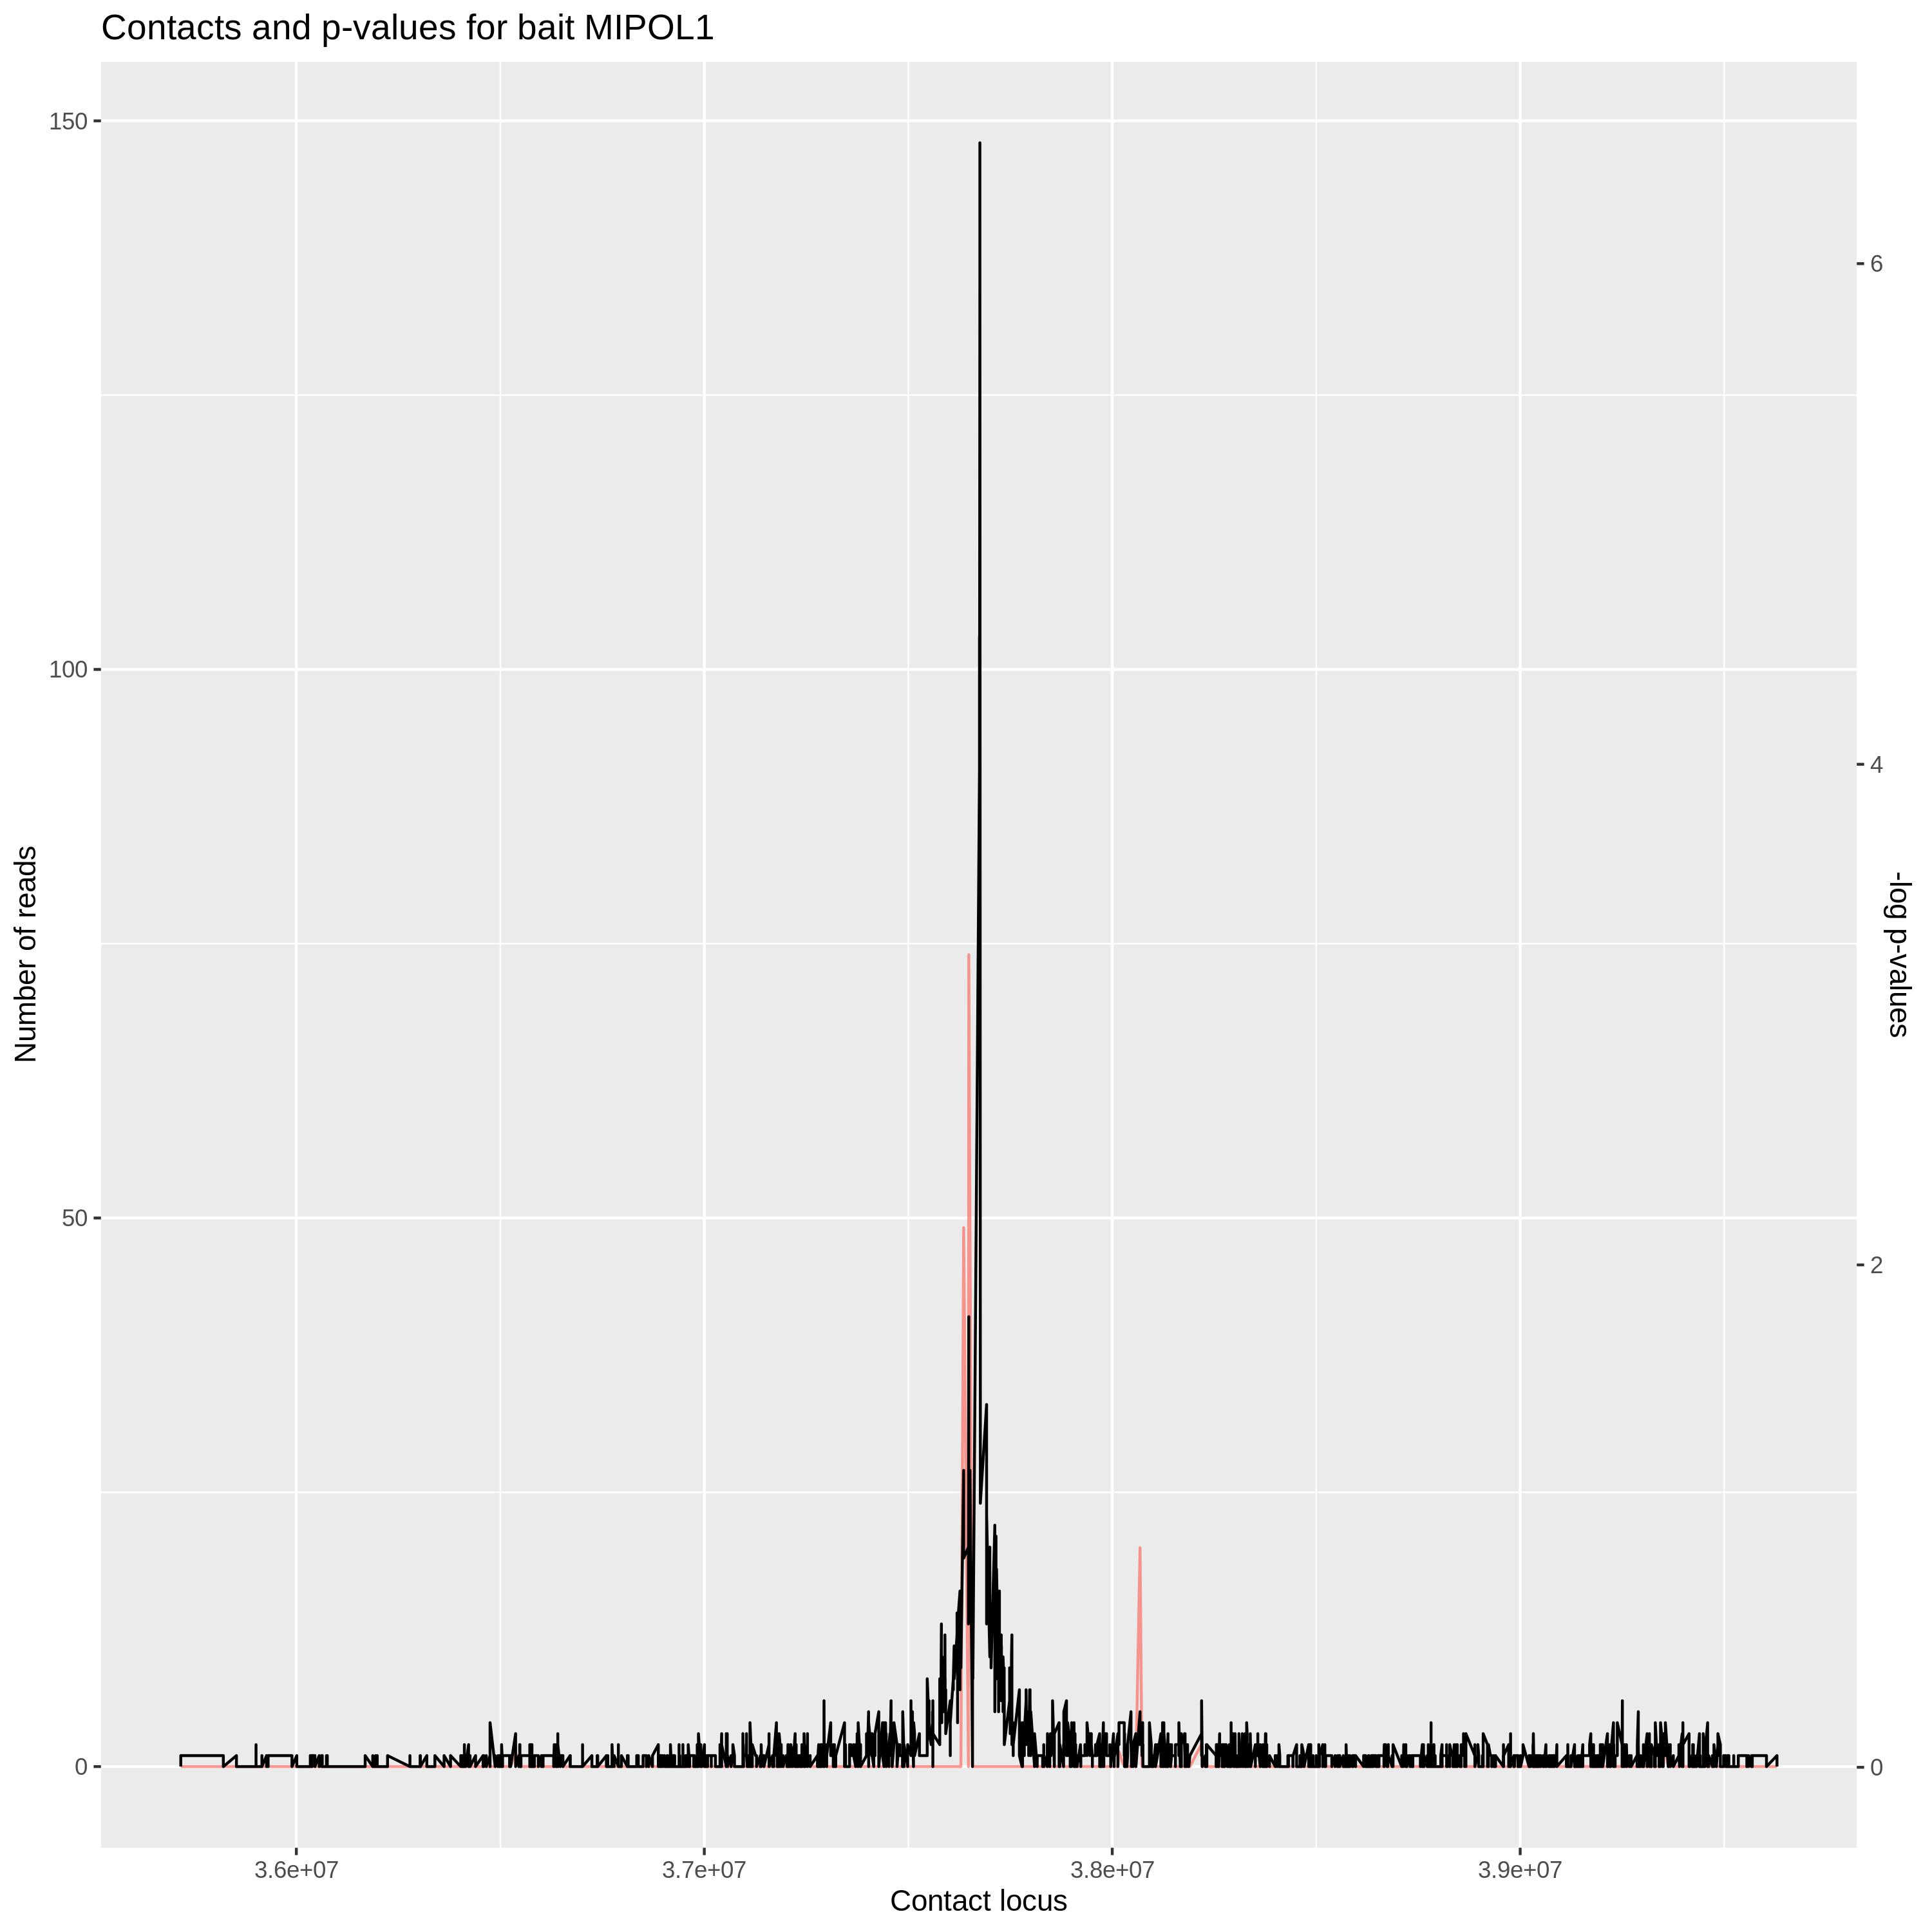 Contacts and p-values for bait MIPOL1
150
100
50
0
Number of reads
6
4
2
0
-log p-values
3.6e+07 3.7e+07 3.8e+07 3.9e+07
Contact locus